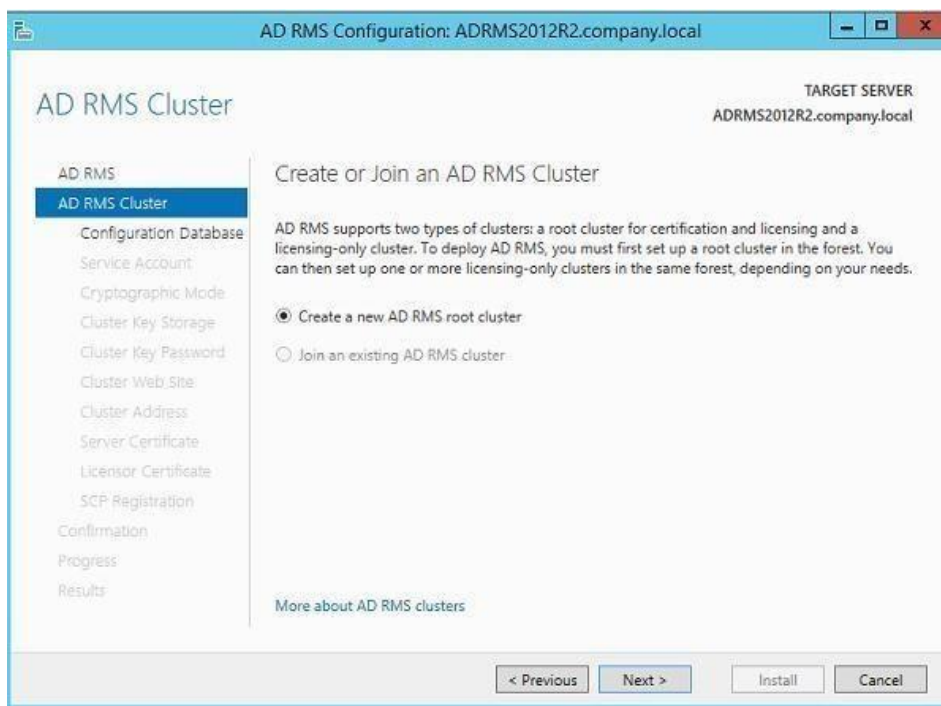 AD RMS Configuration: ADRMS2012R2.company.local
AD RMS Cluster
TARGET SERVER
ADRMS2012R2.company.local
AD RMS
AD RMS Cluster
Configuration Database
Service Account
Cryptographic Mode
Cluster Key Storage
Cluster Key Password
Cluster Web Site
Cluster Address
Server Certificate
Licensor Certificate
SCP Registration
Confirmation
Progress
Results
Create or Join an AD RMS Cluster
AD RMS supports two types of clusters: a root cluster for certification and licensing and a
licensing-only cluster. To deploy AD RMS, you must first set up a root cluster in the forest. You
can then set up one or more licensing-only clusters in the same forest, depending on your needs.
Create a new AD RMS root cluster
Join an existing AD RMS cluster
More about AD RMS clusters
< Previous
Next >
Install
Cancel